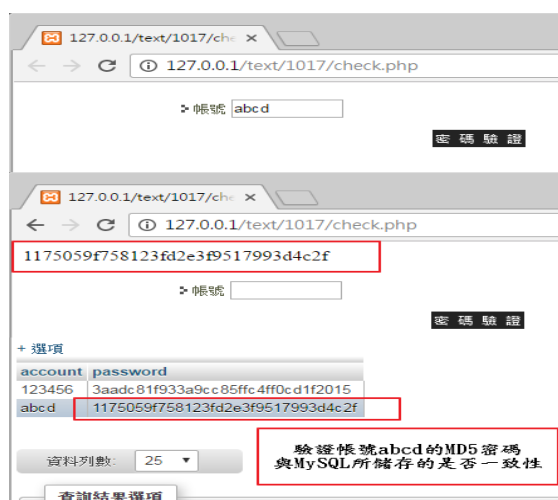 127.0.0.1/text/1017/che
127.0.0.1/text/1017/check.php
帳號 abcd
密碼驗證
127.0.0.1/text/1017/che
127.0.0.1/text/1017/check.php
1175059f758123fd2e3f9517993d4c2f
帳號
密碼驗證
+ 選項
account password
123456 3aadc81f933a9cc85ffc4ff0cd1f2015
abcd 1175059f758123fd2e3f9517993d4c2f
資料列數: 25
驗證帳號abcd的MD5密碼
與MySQL所儲存的是否一致性
查詢結果選項